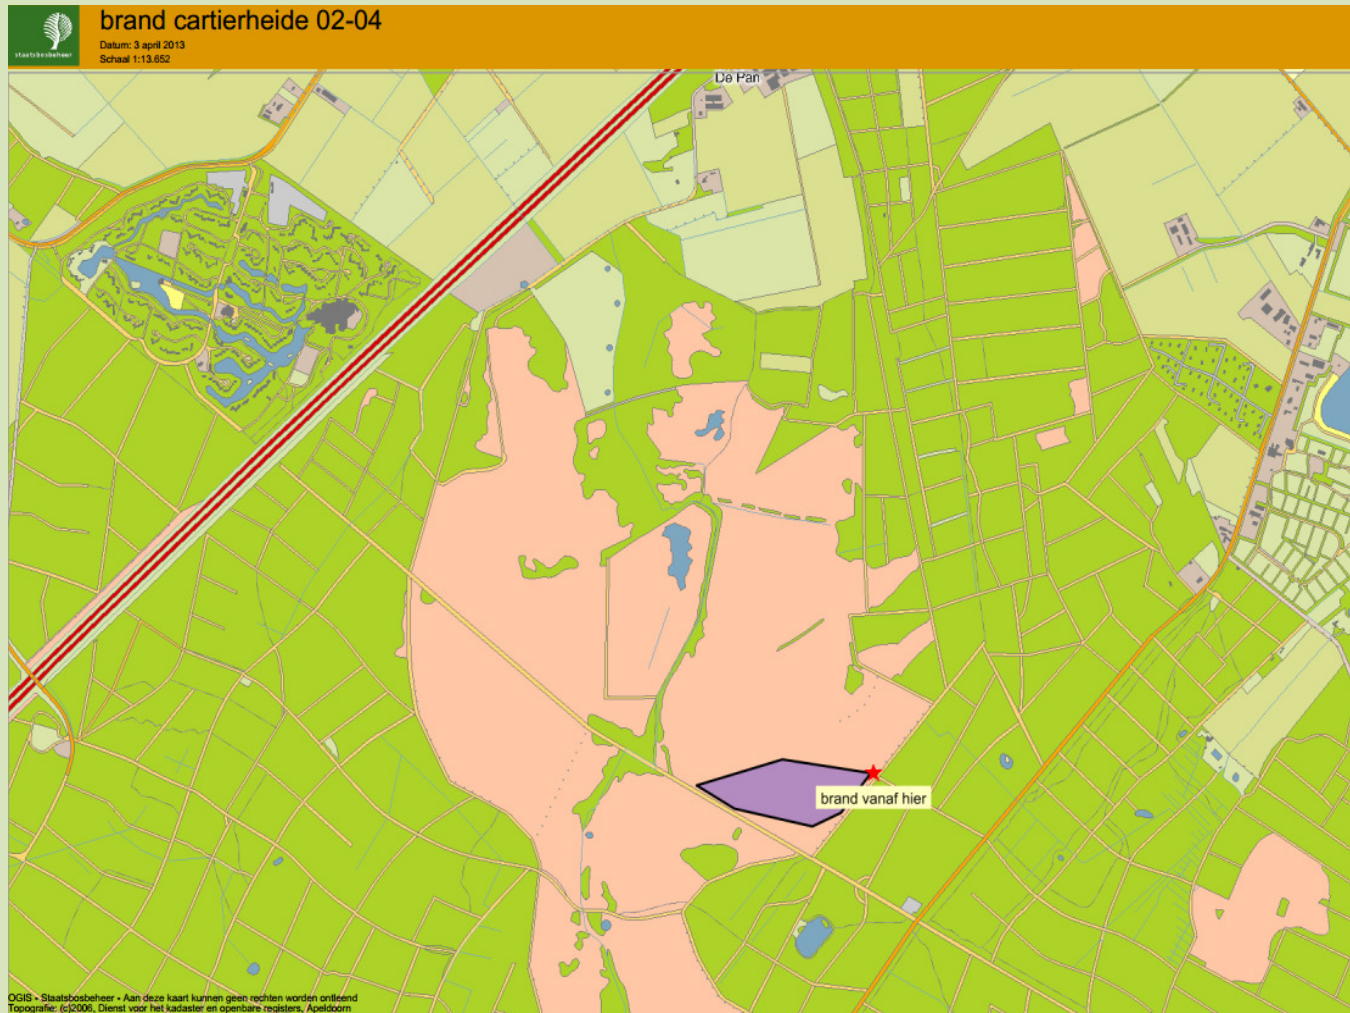 brand cartierheide 02-04
Datum: 3 april 2013
Schaal 1:13.652
staatsbosbeheer
De Pan
brand vanaf hier
OGIS - Staatsbosbeheer - Aan deze kaart kunnen geen rechten worden ontleend
Topografie: (c)2006, Dienst voor het kadaster en openbare registers, Apeldoorn